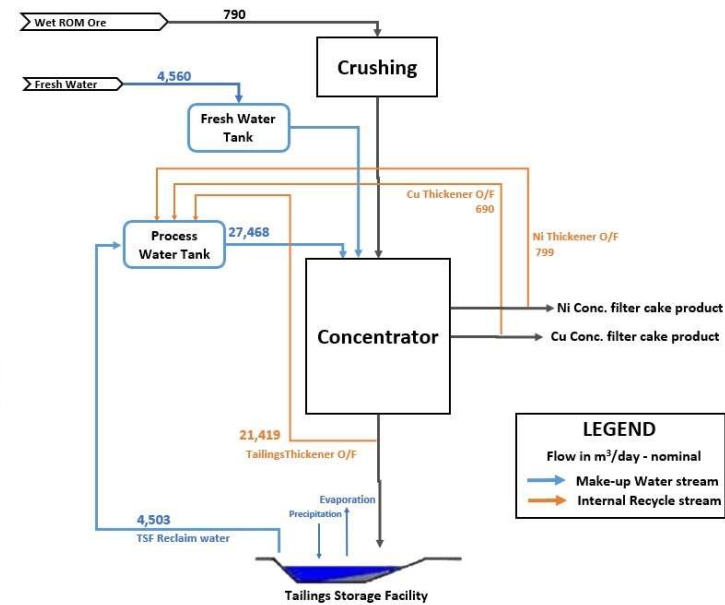 Wet ROM Ore
790
Crushing
Fresh Water
4,560
Fresh Water
Tank
Cu Thickener O/F
690
Process
Water Tank
27,468
Ni Thickener O/F
799
Concentrator
Ni Conc. filter cake product
Cu Conc. filter cake product
21,419
TailingsThickener O/F
LEGEND
Flow in m³/day - nominal
Make-up Water stream
Internal Recycle stream
Evaporation
Precipitation
4,503
TSF Reclaim water
Tailings Storage Facility